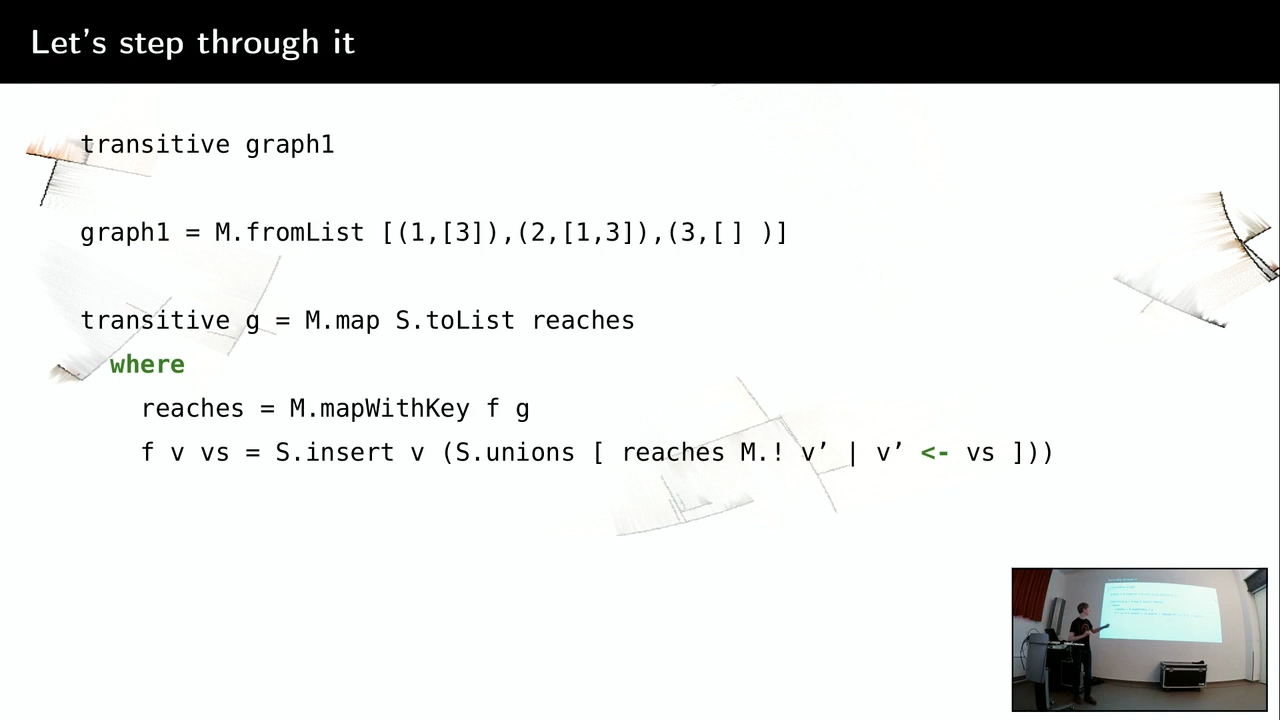 Let's step through it
transitive graph1
graph1 = M.fromList [(1,[3]),(2,[1,3]),(3,[] )]
transitive g = M.map S.toList reaches
where
reaches = M.mapWithKey f g
f v vs = S.insert v (S.unions [ reaches M.! v’ | v’ <- vs ]))